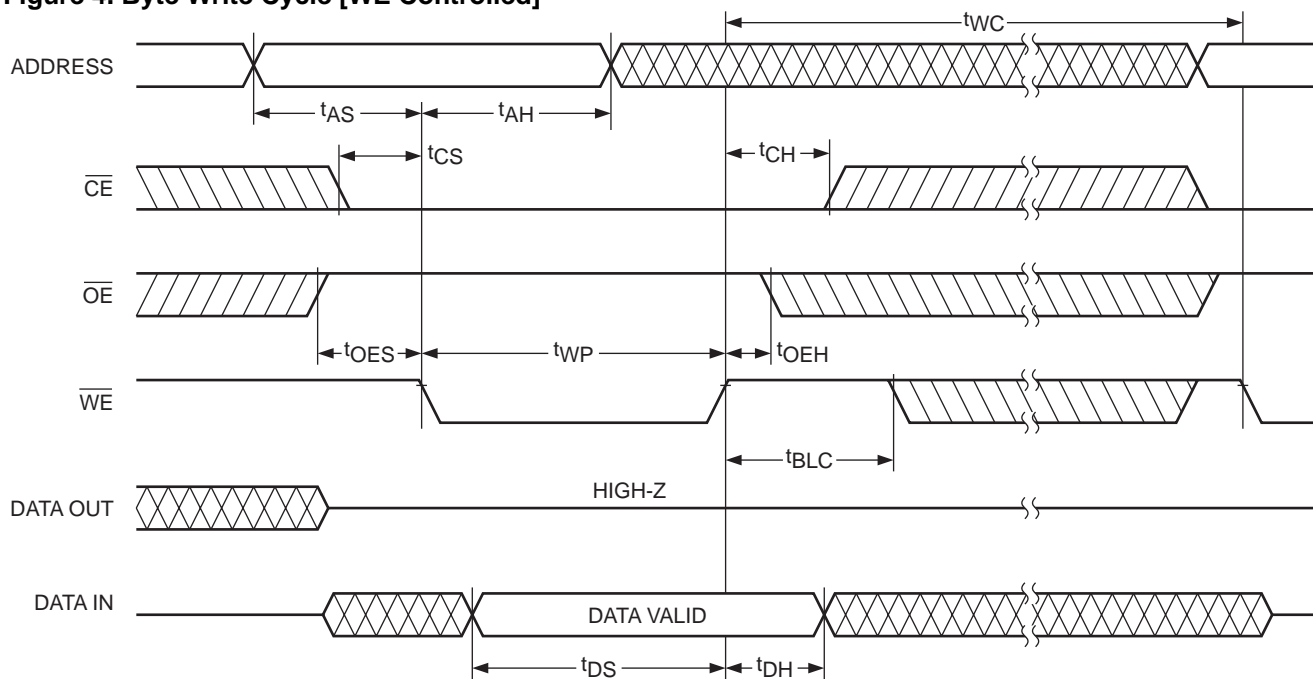 Figure 4. Byte Write Cycle [WE Controlled]
tWC
ADDRESS
tAS
tAH
tCS
tCH
CE
OE
tOES
tWP
tOEH
WE
tBLC
HIGH-Z
DATA OUT
DATA IN
DATA VALID
tDS
tDH